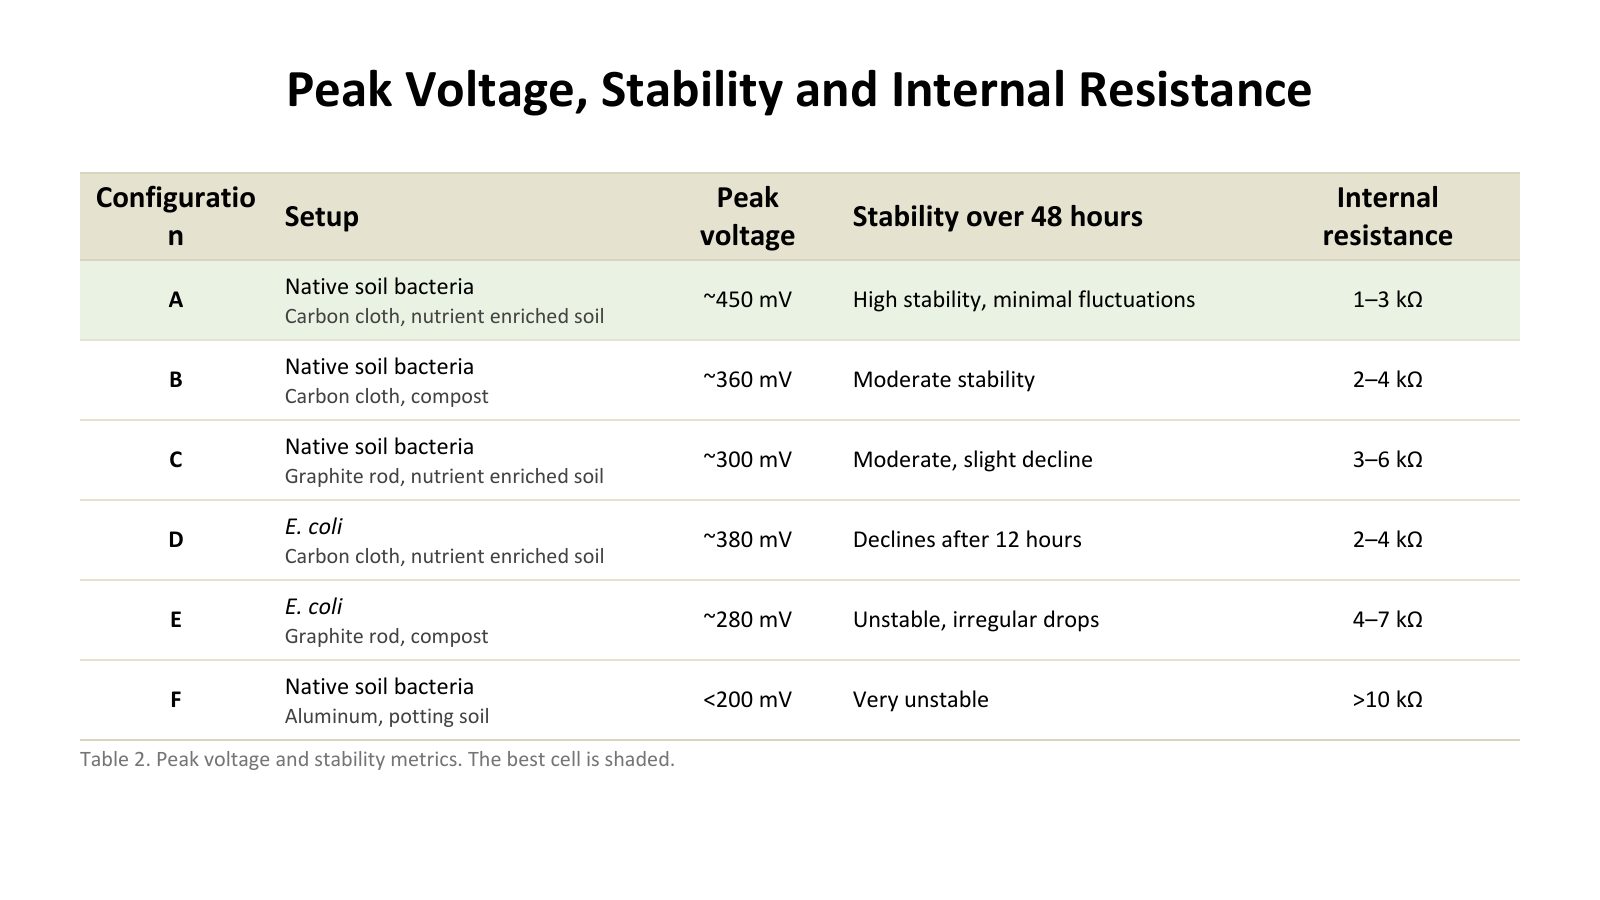 Peak Voltage, Stability and Internal Resistance
Configuratio
n
Setup
Peak
voltage
Stability over 48 hours
Internal
resistance
A
Native soil bacteria
Carbon cloth, nutrient enriched soil
~450 mV
High stability, minimal fluctuations
1–3 kΩ
B
Native soil bacteria
Carbon cloth, compost
~360 mV
Moderate stability
2–4 kΩ
C
Native soil bacteria
Graphite rod, nutrient enriched soil
~300 mV
Moderate, slight decline
3–6 kΩ
D
E. coli
Carbon cloth, nutrient enriched soil
~380 mV
Declines after 12 hours
2–4 kΩ
E
E. coli
Graphite rod, compost
~280 mV
Unstable, irregular drops
4–7 kΩ
F
Native soil bacteria
Aluminum, potting soil
<200 mV
Very unstable
>10 kΩ
Table 2. Peak voltage and stability metrics. The best cell is shaded.